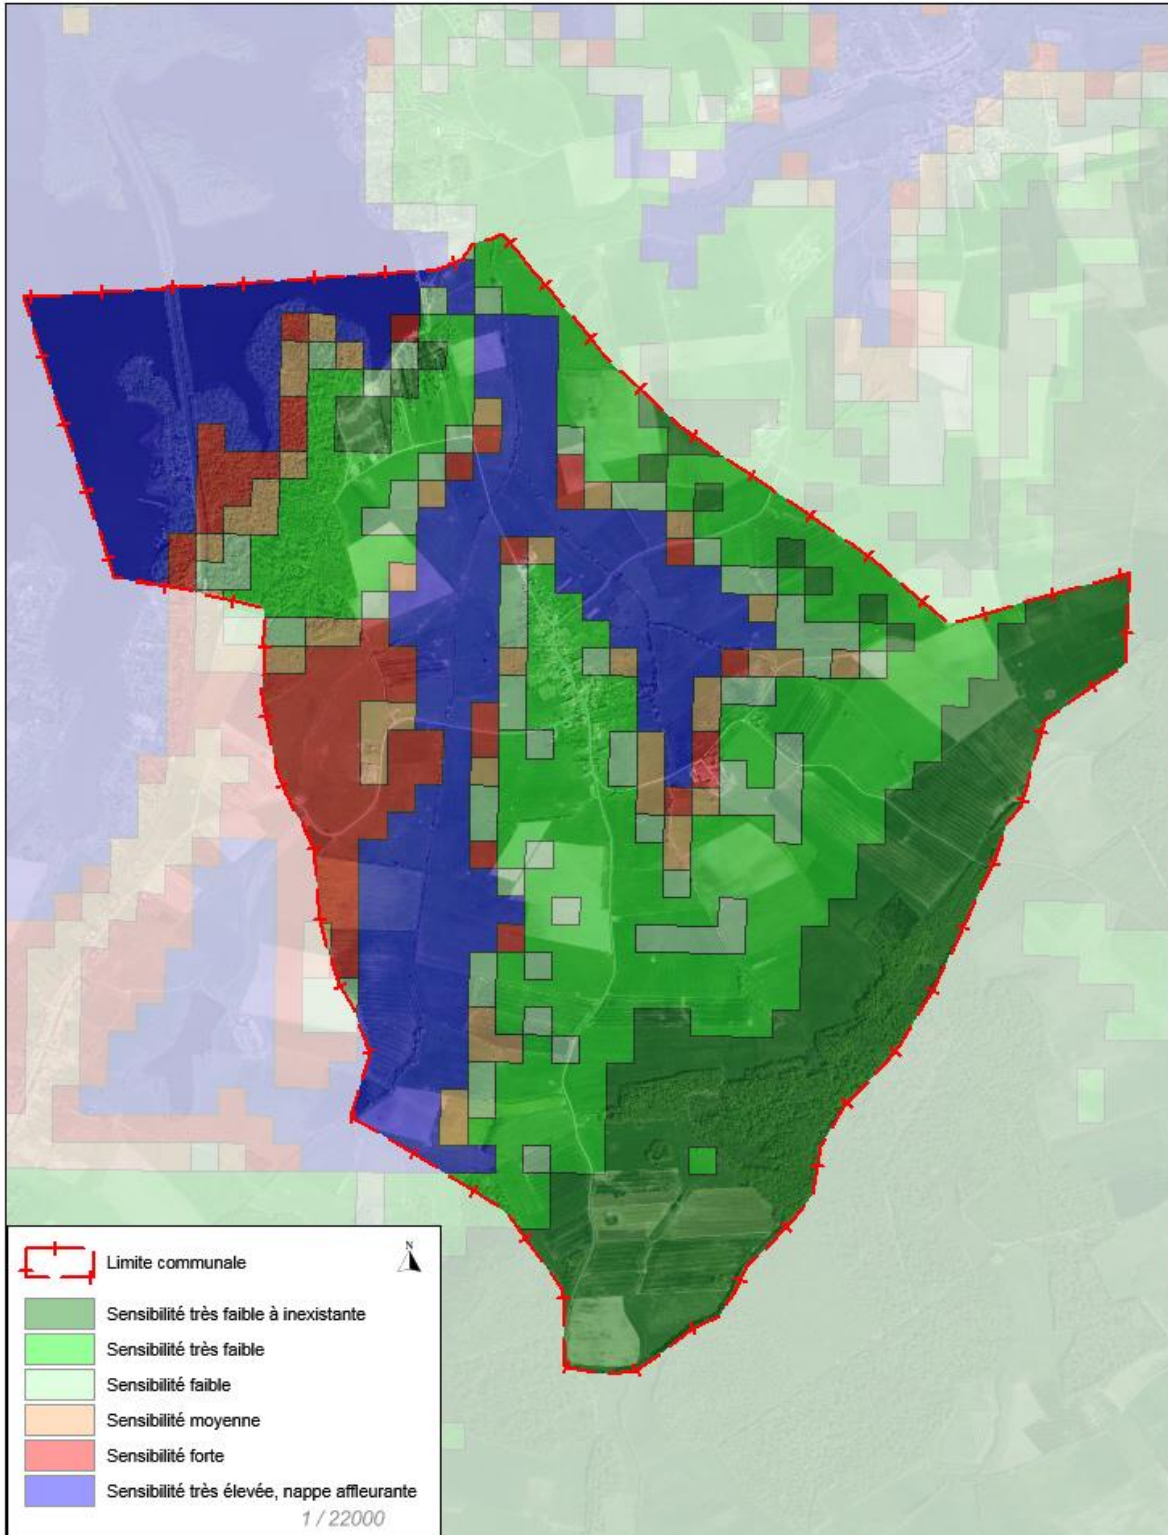 N
Limite communale
Sensibilité très faible à inexistante
Sensibilité très faible
Sensibilité faible
Sensibilité moyenne
Sensibilité forte
Sensibilité très élevée, nappe affleurante
1 / 22000